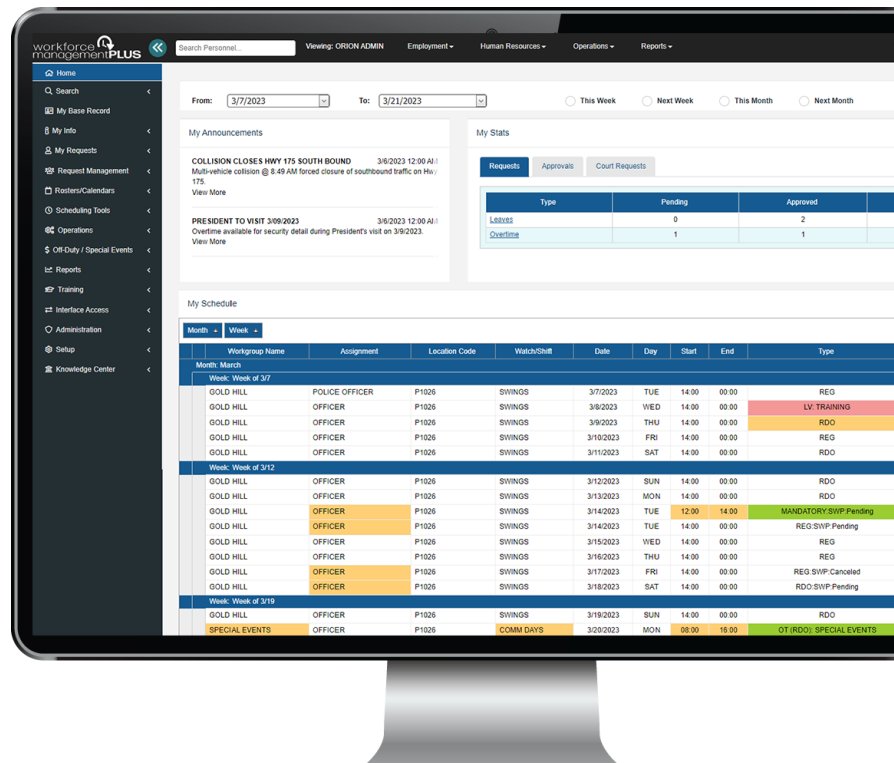 workforce
managementPLUS
Search Personnel...
Viewing: ORION ADMIN
Employment
Human Resources
Operations
Reports
Home
Search
My Base Record
My Info
My Requests
Request Management
Rosters/Calendars
Scheduling Tools
Operations
$ Off-Duty / Special Events
Reports
Training
Interface Access
Administration
Setup
Knowledge Center
From: 3/7/2023 To: 3/21/2023 This Week Next Week This Month Next Month
My Announcements
COLLISION CLOSES HWY 175 SOUTH BOUND 3/6/2023 12:00 AM
Multi-vehicle collision @ 8:49 AM forced closure of southbound traffic on Hwy
175.
View More
PRESIDENT TO VISIT 3/09/2023 3/6/2023 12:00 AM
Overtime available for security detail during President's visit on 3/9/2023.
View More
My Stats
Requests Approvals Court Requests
Type Pending Approved
Leaves 0 2
Overtime 1 1
My Schedule
Month Week
Workgroup Name Assignment Location Code Watch/Shift Date Day Start End Type
Month: March
Week: Week of 3/7
GOLD HILL POLICE OFFICER P1026 SWINGS 3/7/2023 TUE 14:00 00:00 REG
GOLD HILL OFFICER P1026 SWINGS 3/8/2023 WED 14:00 00:00 LV: TRAINING
GOLD HILL OFFICER P1026 SWINGS 3/9/2023 THU 14:00 00:00 RDO
GOLD HILL OFFICER P1026 SWINGS 3/10/2023 FRI 14:00 00:00 REG
GOLD HILL OFFICER P1026 SWINGS 3/11/2023 SAT 14:00 00:00 REG
Week: Week of 3/12
GOLD HILL OFFICER P1026 SWINGS 3/12/2023 SUN 14:00 00:00 RDO
GOLD HILL OFFICER P1026 SWINGS 3/13/2023 MON 14:00 00:00 RDO
GOLD HILL OFFICER P1026 SWINGS 3/14/2023 TUE 12:00 14:00 MANDATORY:SWP:Pending
GOLD HILL OFFICER P1026 SWINGS 3/14/2023 TUE 14:00 00:00 REG:SWP:Pending
GOLD HILL OFFICER P1026 SWINGS 3/15/2023 WED 14:00 00:00 REG
GOLD HILL OFFICER P1026 SWINGS 3/16/2023 THU 14:00 00:00 REG
GOLD HILL OFFICER P1026 SWINGS 3/17/2023 FRI 14:00 00:00 REG:SWP:Canceled
GOLD HILL OFFICER P1026 SWINGS 3/18/2023 SAT 14:00 00:00 RDO:SWP:Pending
Week: Week of 3/19
GOLD HILL OFFICER P1026 SWINGS 3/19/2023 SUN 14:00 00:00 RDO
SPECIAL EVENTS OFFICER P1026 COMM DAYS 3/20/2023 MON 08:00 16:00 OT (RDO): SPECIAL EVENTS